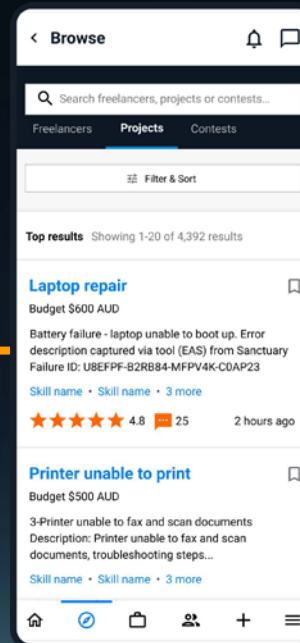 Browse
Search freelancers, projects or contests...
Freelancers Projects Contests
Filter & Sort
Top results Showing 1-20 of 4,392 results
Laptop repair
Budget $600 AUD
Battery failure - laptop unable to boot up. Error
description captured via tool (EAS) from Sanctuary
Failure ID: U8EFPF-B2RB84-MFPV4K-C0AP23
Skill name • Skill name • 3 more
4.8 25 2 hours ago
Printer unable to print
Budget $500 AUD
3-Printer unable to fax and scan documents
Description: Printer unable to fax and scan
documents, troubleshooting steps...
Skill name • Skill name • 3 more